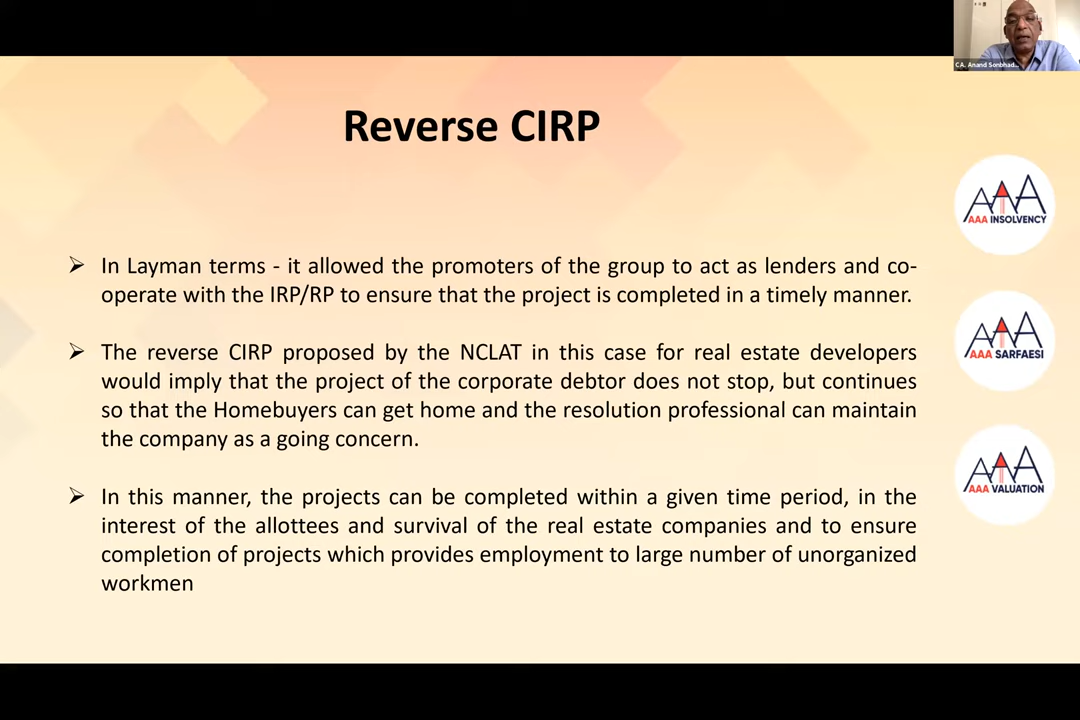 CA. Anand Sonbhad...
Reverse CIRP
➢ In Layman terms - it allowed the promoters of the group to act as lenders and co-
operate with the IRP/RP to ensure that the project is completed in a timely manner.
➢ The reverse CIRP proposed by the NCLAT in this case for real estate developers
would imply that the project of the corporate debtor does not stop, but continues
so that the Homebuyers can get home and the resolution professional can maintain
the company as a going concern.
➢ In this manner, the projects can be completed within a given time period, in the
interest of the allottees and survival of the real estate companies and to ensure
completion of projects which provides employment to large number of unorganized
workmen
AAA
AAA INSOLVENCY
AAA
AAA SARFAESI
AAA
AAA VALUATION